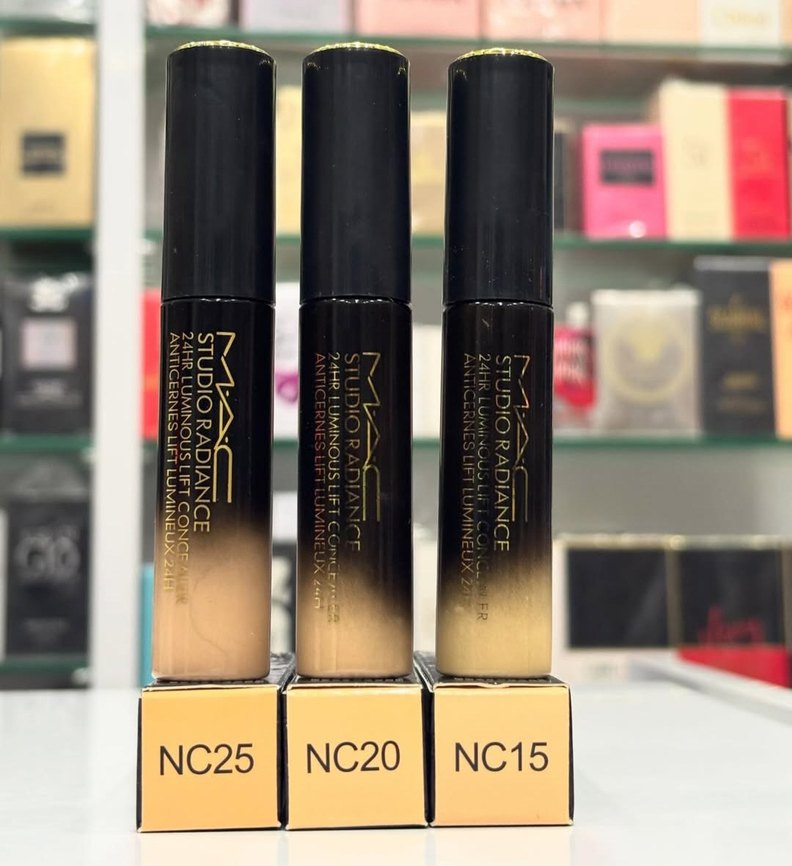 M·A·C
STUDIO RADIANCE
24HR LUMINOUS LIFT CONCEALER
ANTICERNES LIFT LUMINEUX 24H
M·A·C
STUDIO RADIANCE
24HR LUMINOUS LIFT CONCEALER
ANTICERNES LIFT LUMINEUX 24H
M·A·C
STUDIO RADIANCE
24HR LUMINOUS LIFT CONCEALER
ANTICERNES LIFT LUMINEUX 24H
NC25
NC20
NC15